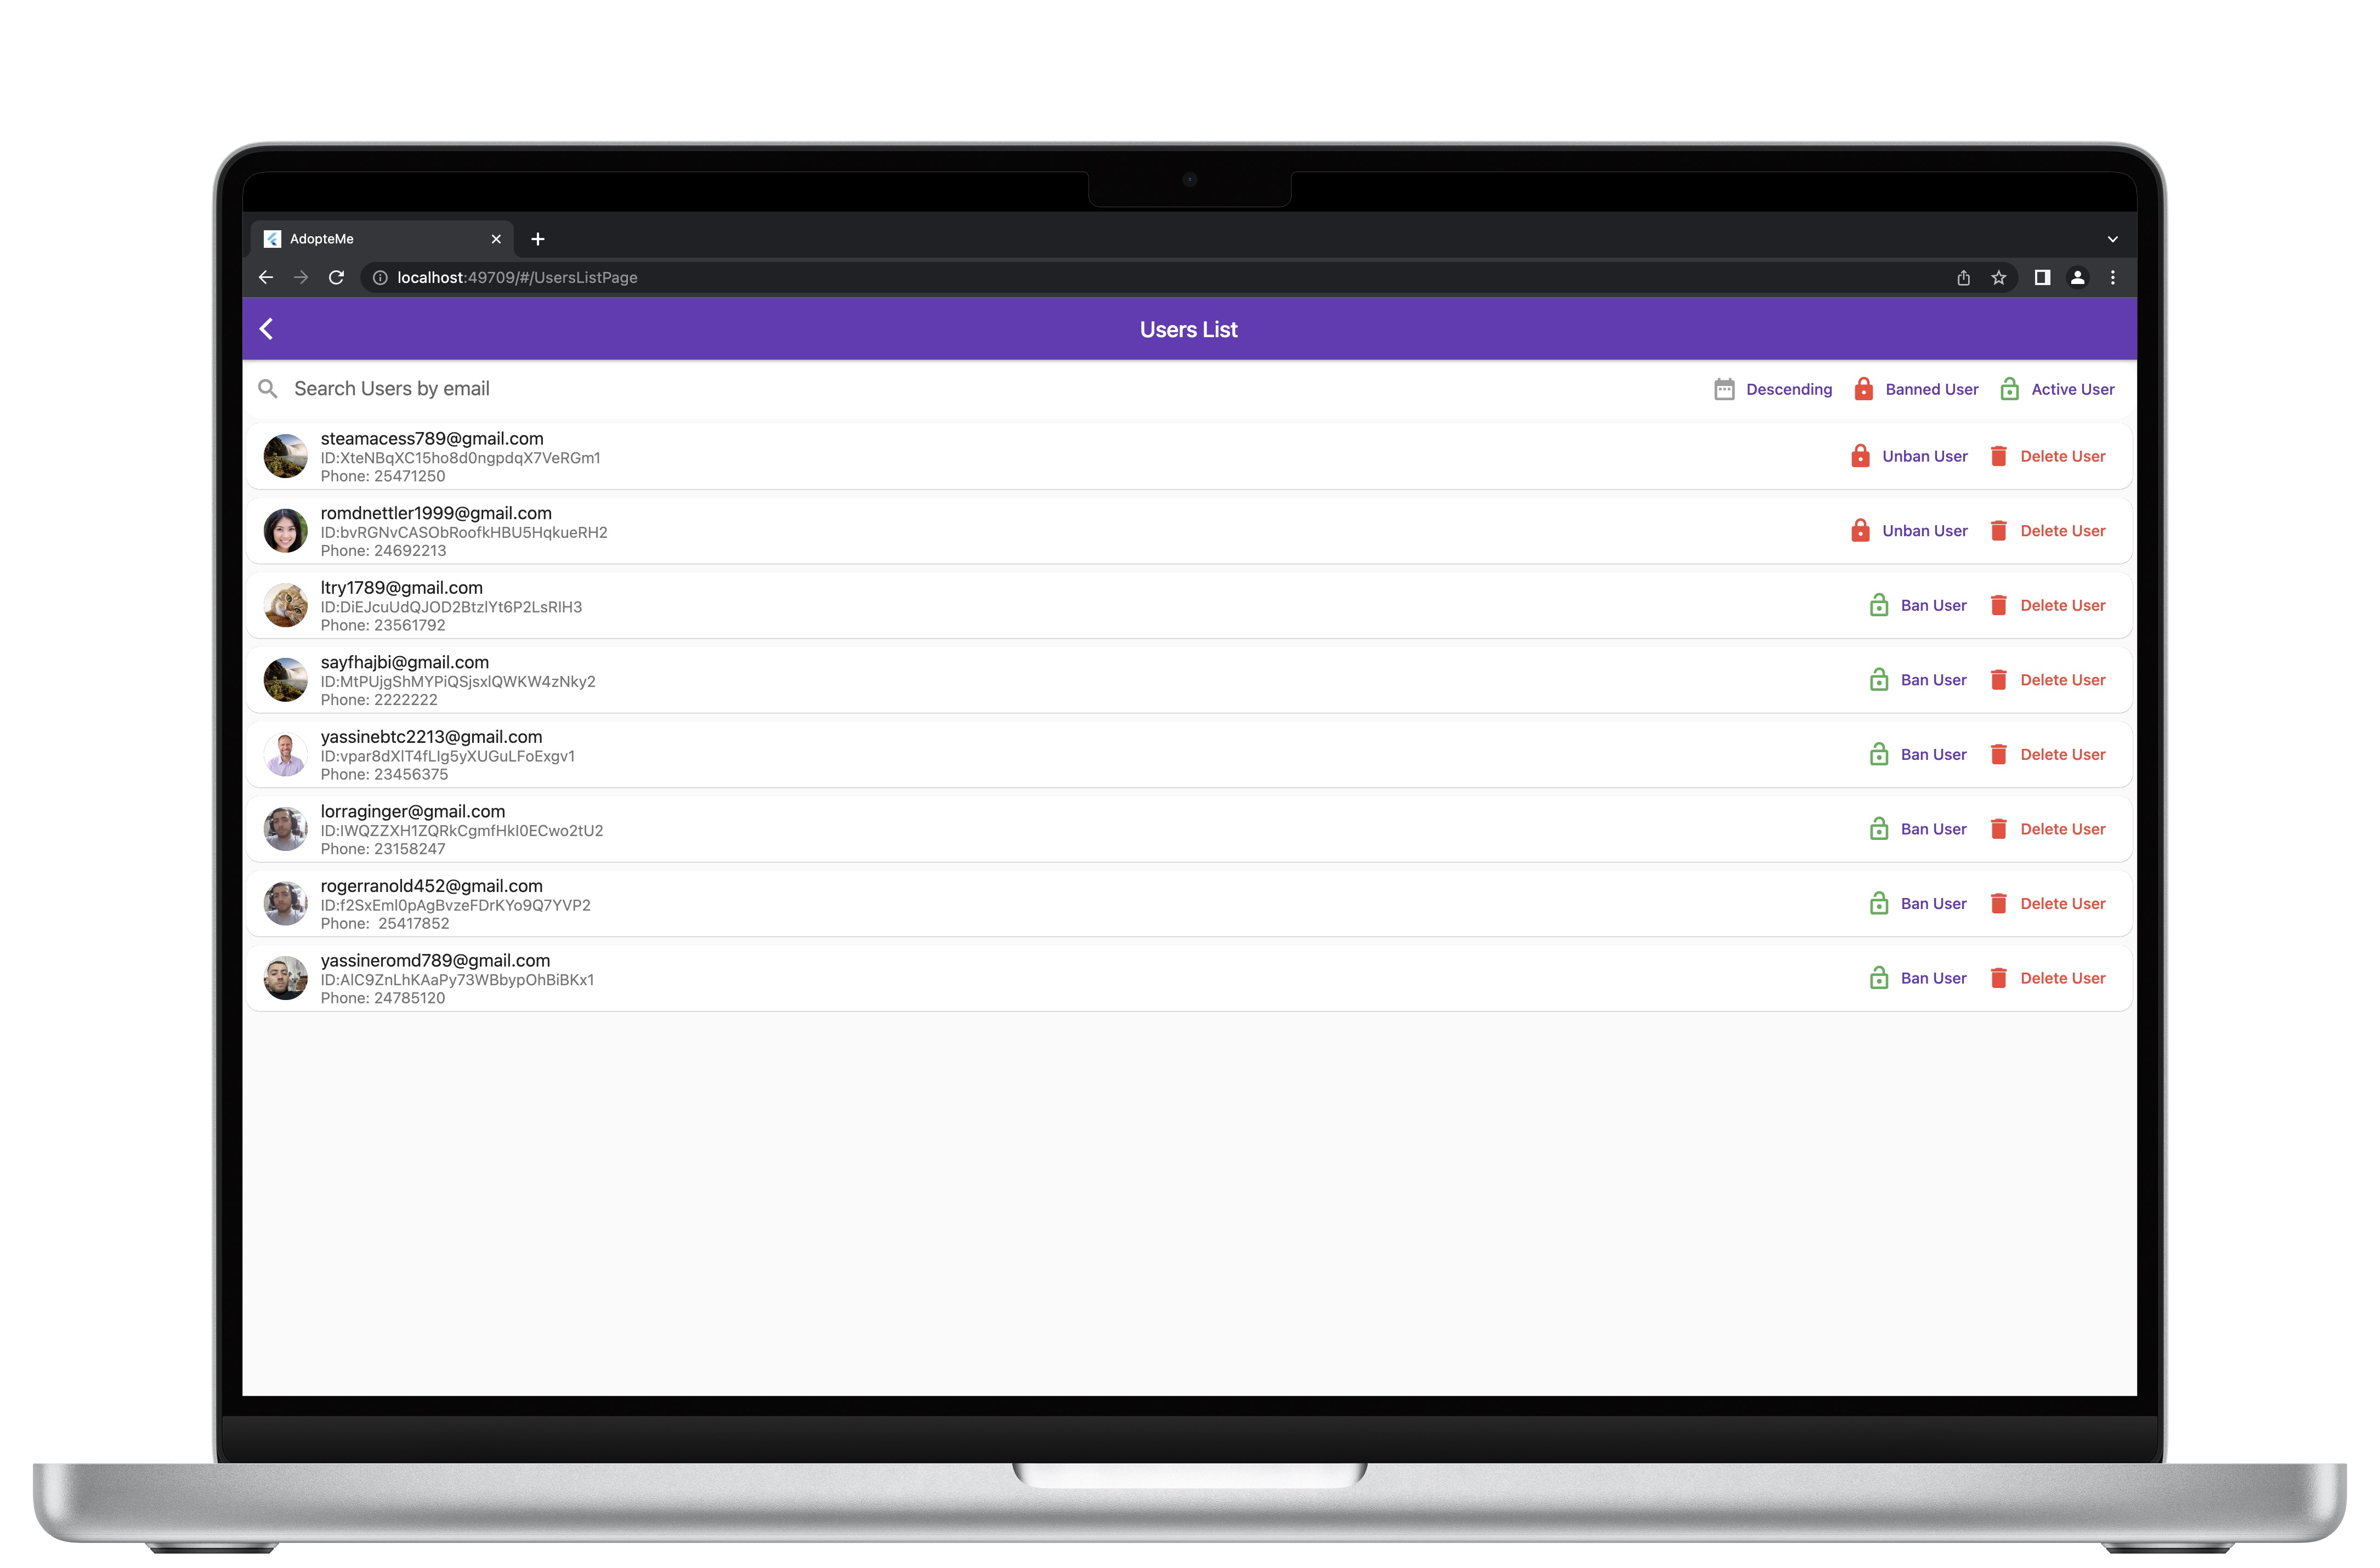 AdopteMe
localhost:49709/#/UsersListPage
Users List
Search Users by email
Descending Banned User Active User
steamacess789@gmail.com
ID:XteNBqXC15ho8d0ngpdqX7VeRGm1
Phone: 25471250
Unban User Delete User
romdnettler1999@gmail.com
ID:bvRGNvCASObRoofkHBU5HqkueRH2
Phone: 24692213
Unban User Delete User
ltry1789@gmail.com
ID:DiEJcuUdQJOD2BtzlYt6P2LsRlH3
Phone: 23561792
Ban User Delete User
sayfhajbi@gmail.com
ID:MtPUjgShMYPiQSjsxlQWKW4zNky2
Phone: 2222222
Ban User Delete User
yassinebtc2213@gmail.com
ID:vpar8dXlT4fLlg5yXUGuLFoExgv1
Phone: 23456375
Ban User Delete User
lorraginger@gmail.com
ID:IWQZZXH1ZQRkCgmfHkI0ECwo2tU2
Phone: 23158247
Ban User Delete User
rogerranold452@gmail.com
ID:f2SxEmI0pAgBvzeFDrKYo9Q7YVP2
Phone:  25417852
Ban User Delete User
yassineromd789@gmail.com
ID:AlC9ZnLhKAaPy73WBbypOhBiBKx1
Phone: 24785120
Ban User Delete User